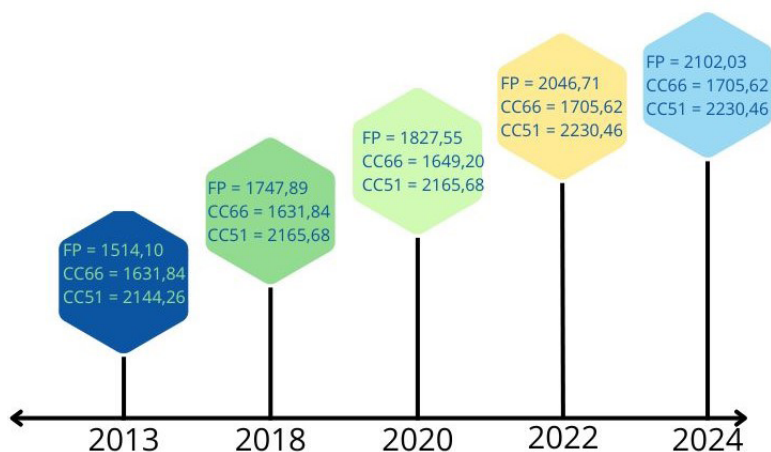 FP = 1514,10
CC66 = 1631,84
CC51 = 2144,26
FP = 1747,89
CC66 = 1631,84
CC51 = 2165,68
FP = 1827,55
CC66 = 1649,20
CC51 = 2165,68
FP = 2046,71
CC66 = 1705,62
CC51 = 2230,46
FP = 2102,03
CC66 = 1705,62
CC51 = 2230,46
2013
2018
2020
2022
2024